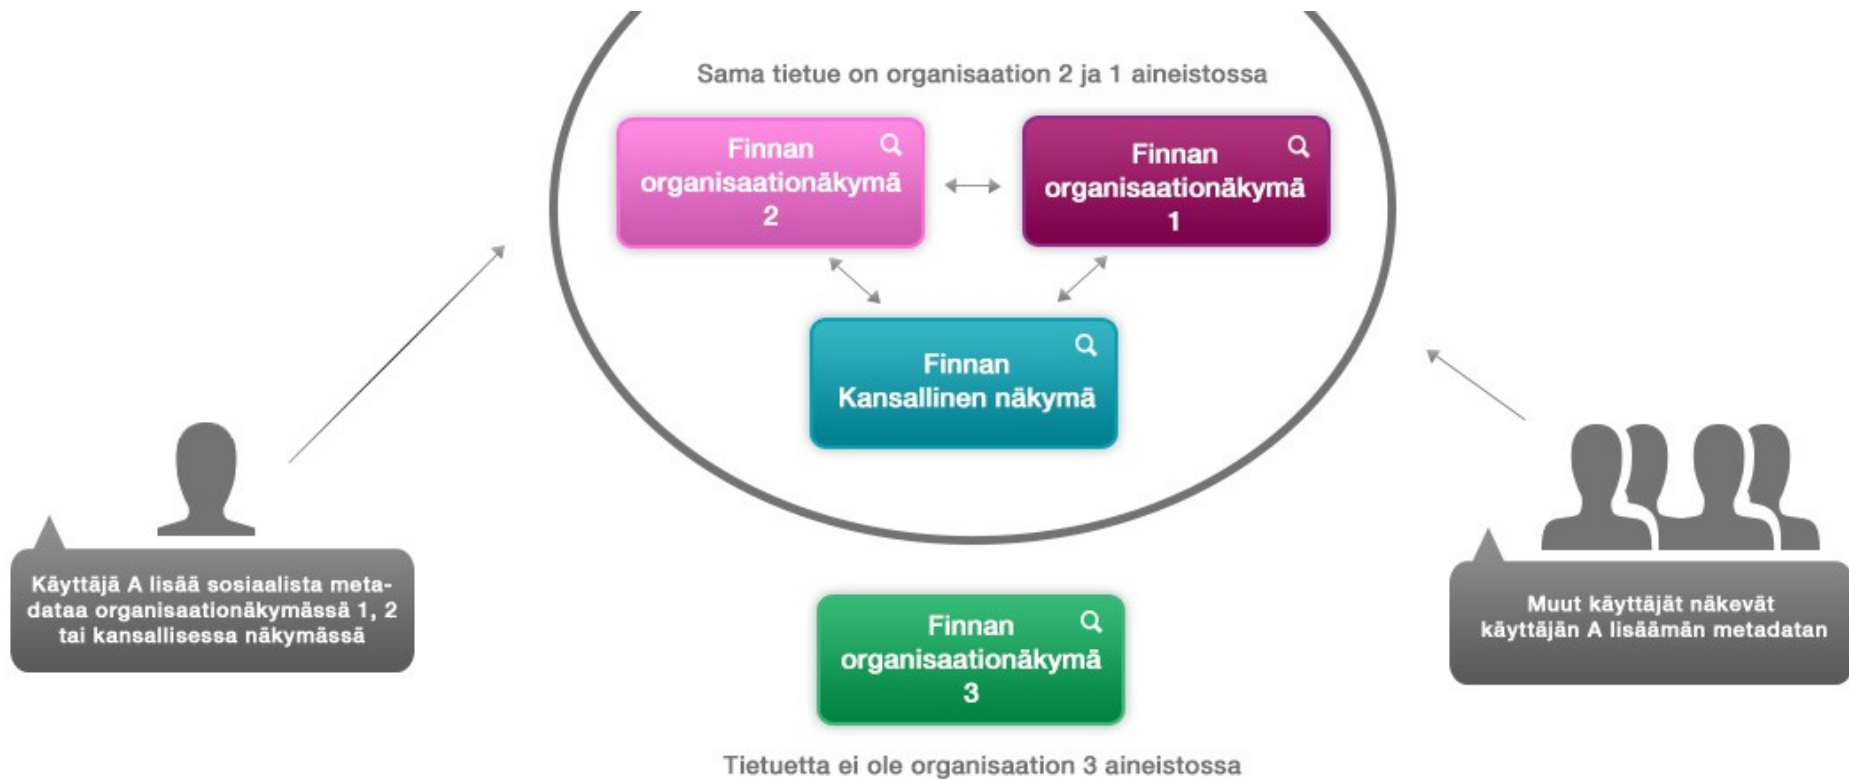 Sama tietue on organisaation 2 ja 1 aineistossa
Finnan
organisaationäkymä
2
Finnan
organisaationäkymä
1
Finnan
Kansallinen näkymä
Käyttäjä A lisää sosiaalista meta-
dataa organisaationäkymässä 1, 2
tai kansallisessa näkymässä
Muut käyttäjät näkevät
käyttäjän A lisäämän metadatan
Finnan
organisaationäkymä
3
Tietuetta ei ole organisaation 3 aineistossa